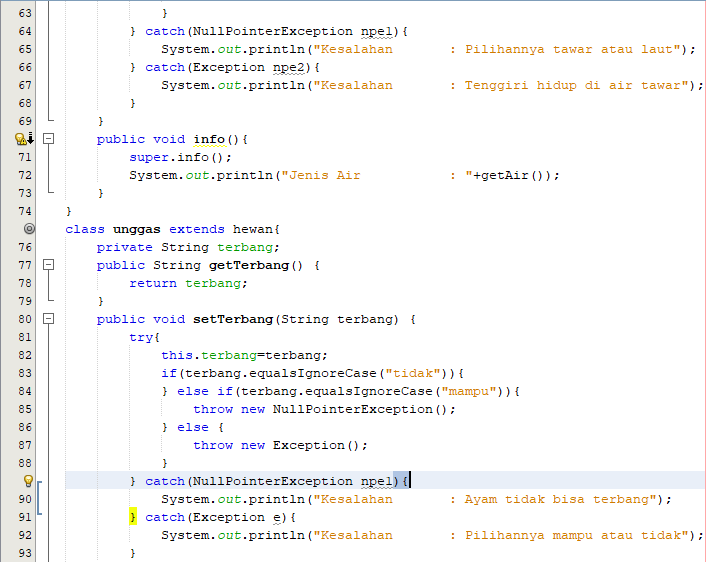 63                 }
64             } catch(NullPointerException npe1){
65                 System.out.println("Kesalahan       : Pilihannya tawar atau laut");
66             } catch(Exception npe2){
67                 System.out.println("Kesalahan       : Tenggiri hidup di air tawar");
68             }
69         }
public void info(){
71             super.info();
72             System.out.println("Jenis Air           : "+getAir());
73         }
74     }
class unggas extends hewan{
76         private String terbang;
77         public String getTerbang() {
78             return terbang;
79         }
80         public void setTerbang(String terbang) {
81             try{
82                 this.terbang=terbang;
83                 if(terbang.equalsIgnoreCase("tidak")){
84                 } else if(terbang.equalsIgnoreCase("mampu")){
85                     throw new NullPointerException();
86                 } else {
87                     throw new Exception();
88                 }
} catch(NullPointerException npe1){
90                 System.out.println("Kesalahan       : Ayam tidak bisa terbang");
91             } catch(Exception e){
92                 System.out.println("Kesalahan       : Pilihannya mampu atau tidak");
93             }